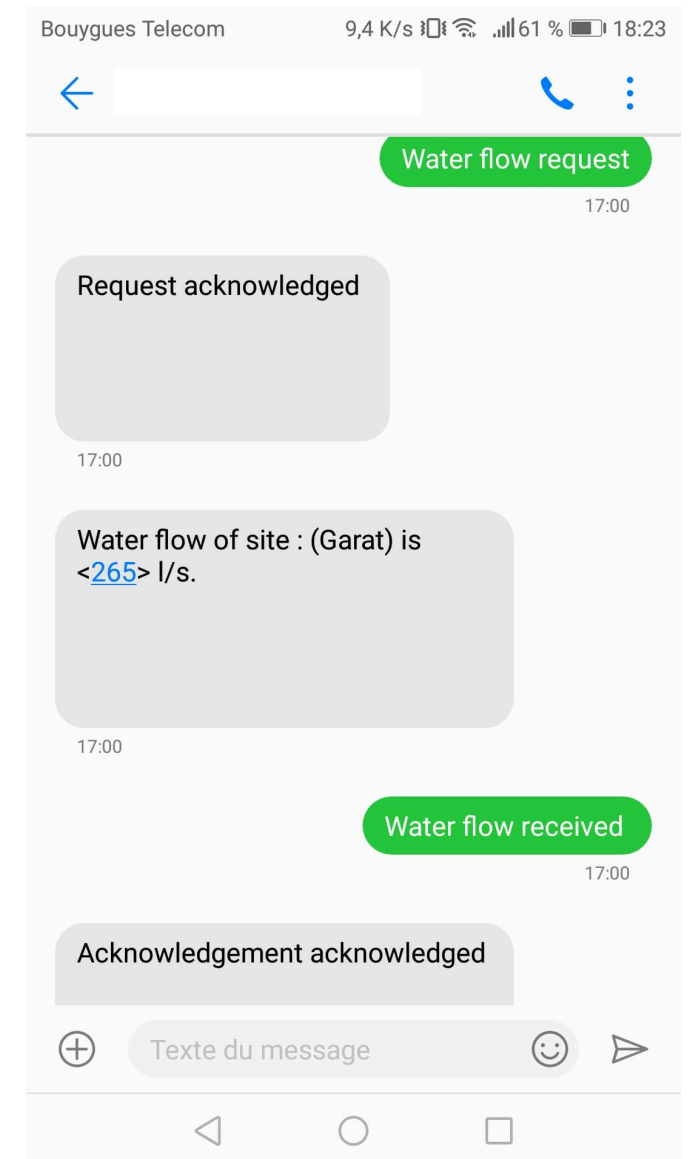 Bouygues Telecom 9,4 K/s 61 % 18:23
Water flow request
17:00
Request acknowledged
17:00
Water flow of site : (Garat) is
<265> l/s.
17:00
Water flow received
17:00
Acknowledgement acknowledged
Texte du message